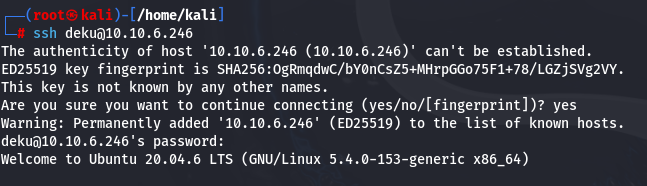 ┌──(root㉿kali)-[/home/kali]
└─# ssh deku@10.10.6.246
The authenticity of host '10.10.6.246 (10.10.6.246)' can't be established.
ED25519 key fingerprint is SHA256:OgRmqdwC/bY0nCsZ5+MHrpGGo75F1+78/LGZjSVg2VY.
This key is not known by any other names.
Are you sure you want to continue connecting (yes/no/[fingerprint])? yes
Warning: Permanently added '10.10.6.246' (ED25519) to the list of known hosts.
deku@10.10.6.246's password:
Welcome to Ubuntu 20.04.6 LTS (GNU/Linux 5.4.0-153-generic x86_64)